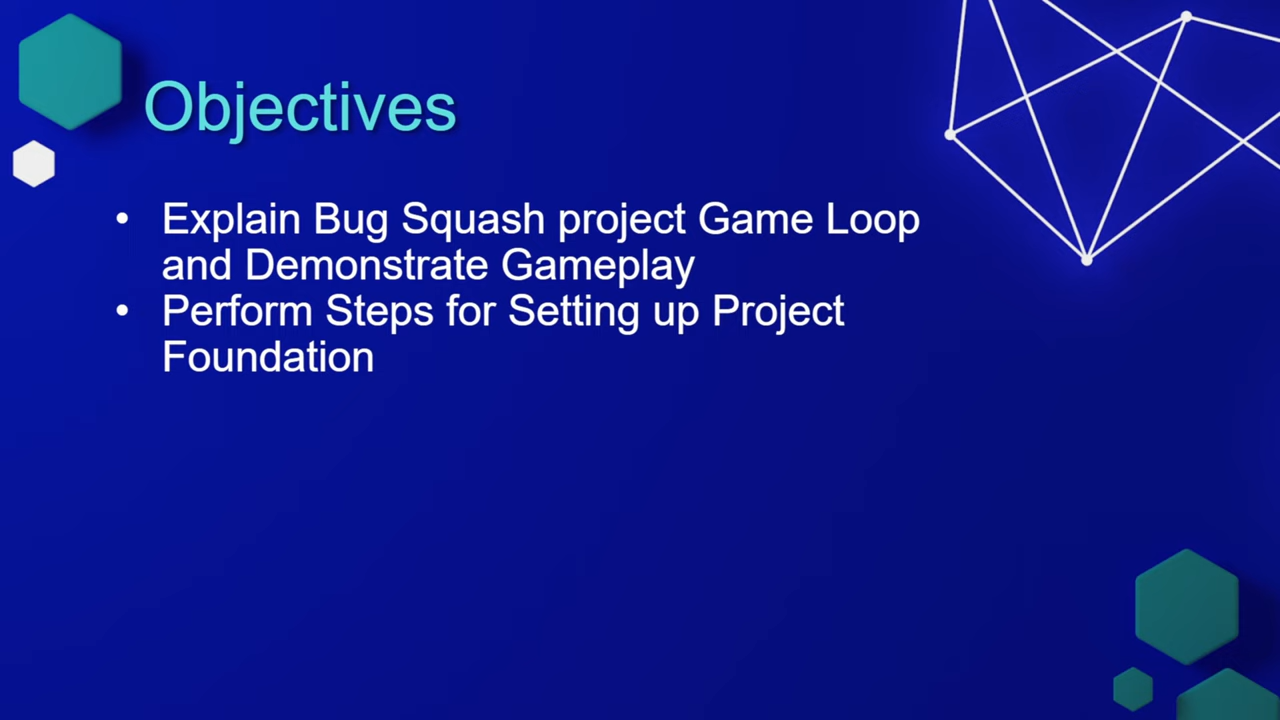 Objectives
• Explain Bug Squash project Game Loop
and Demonstrate Gameplay
• Perform Steps for Setting up Project
Foundation